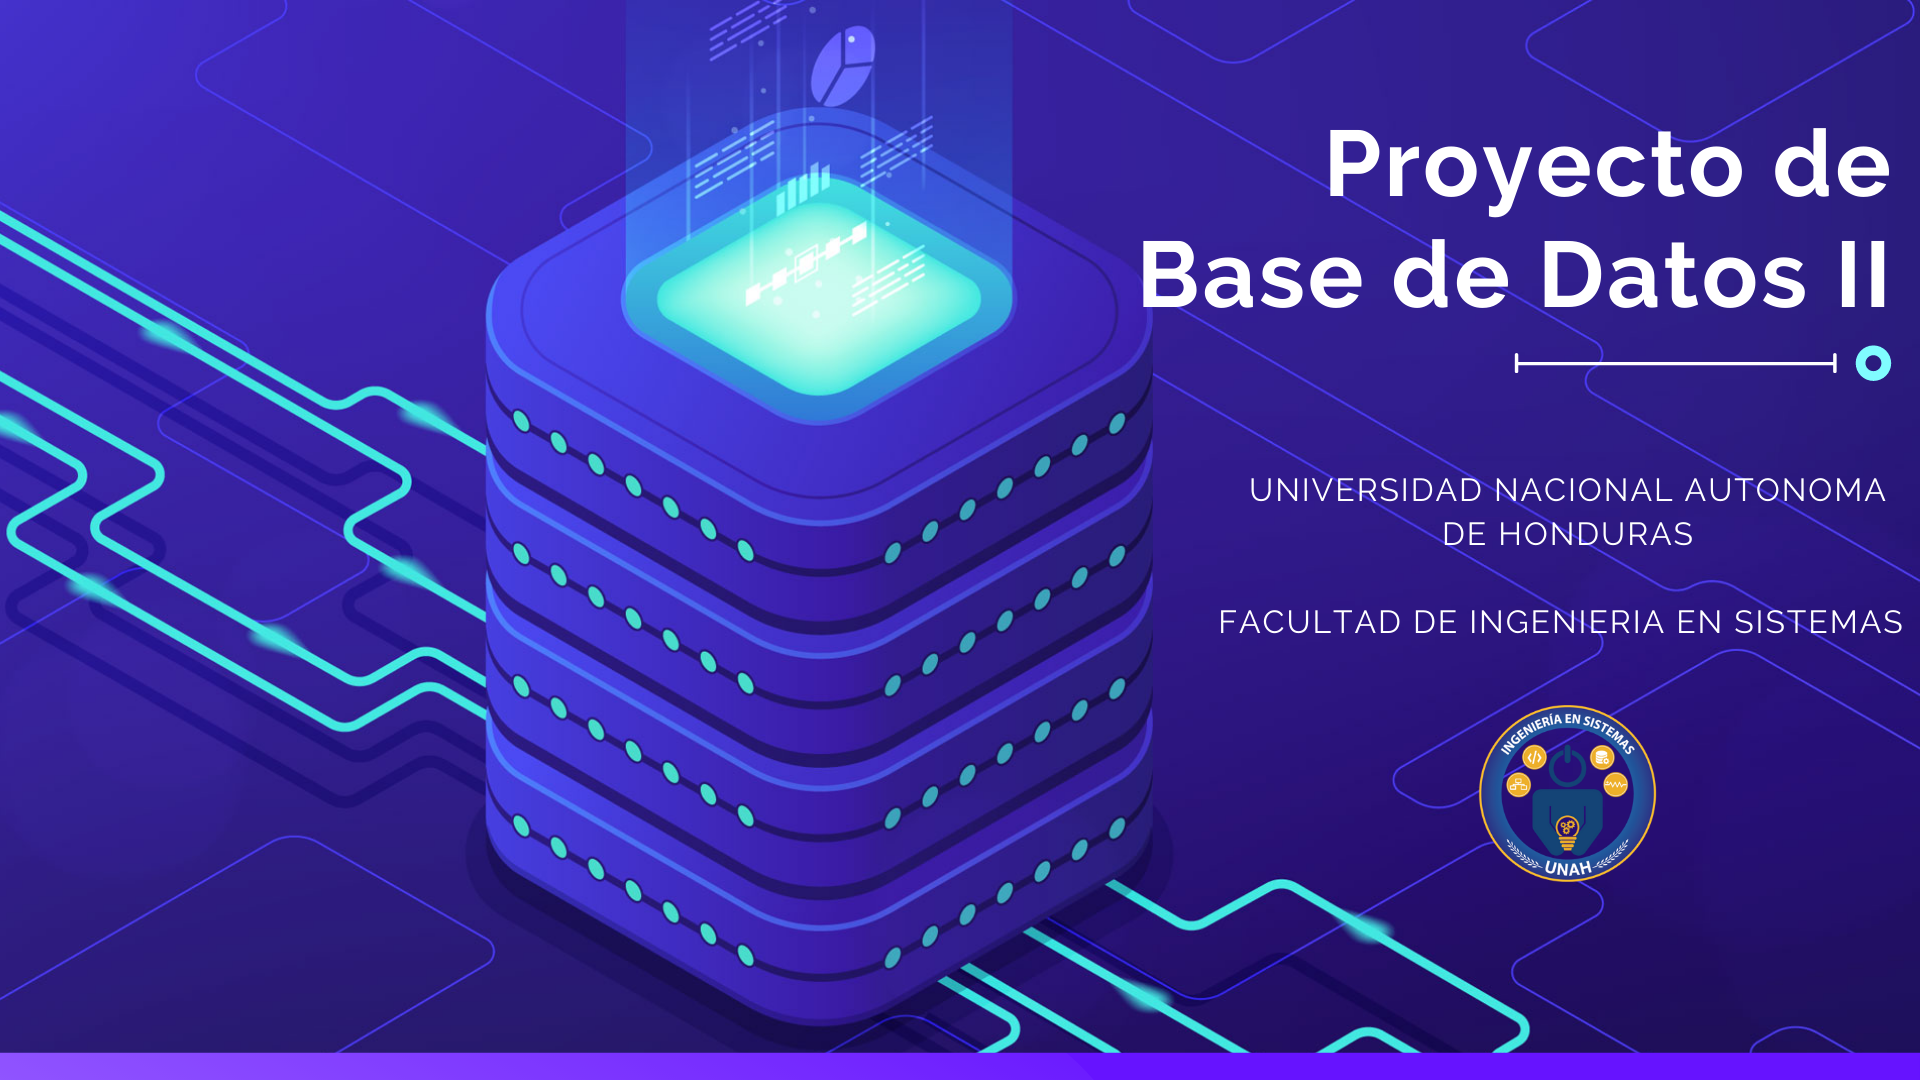 Proyecto de
Base de Datos II
UNIVERSIDAD NACIONAL AUTONOMA
DE HONDURAS
FACULTAD DE INGENIERIA EN SISTEMAS
INGENIERÍA EN SISTEMAS
UNAH